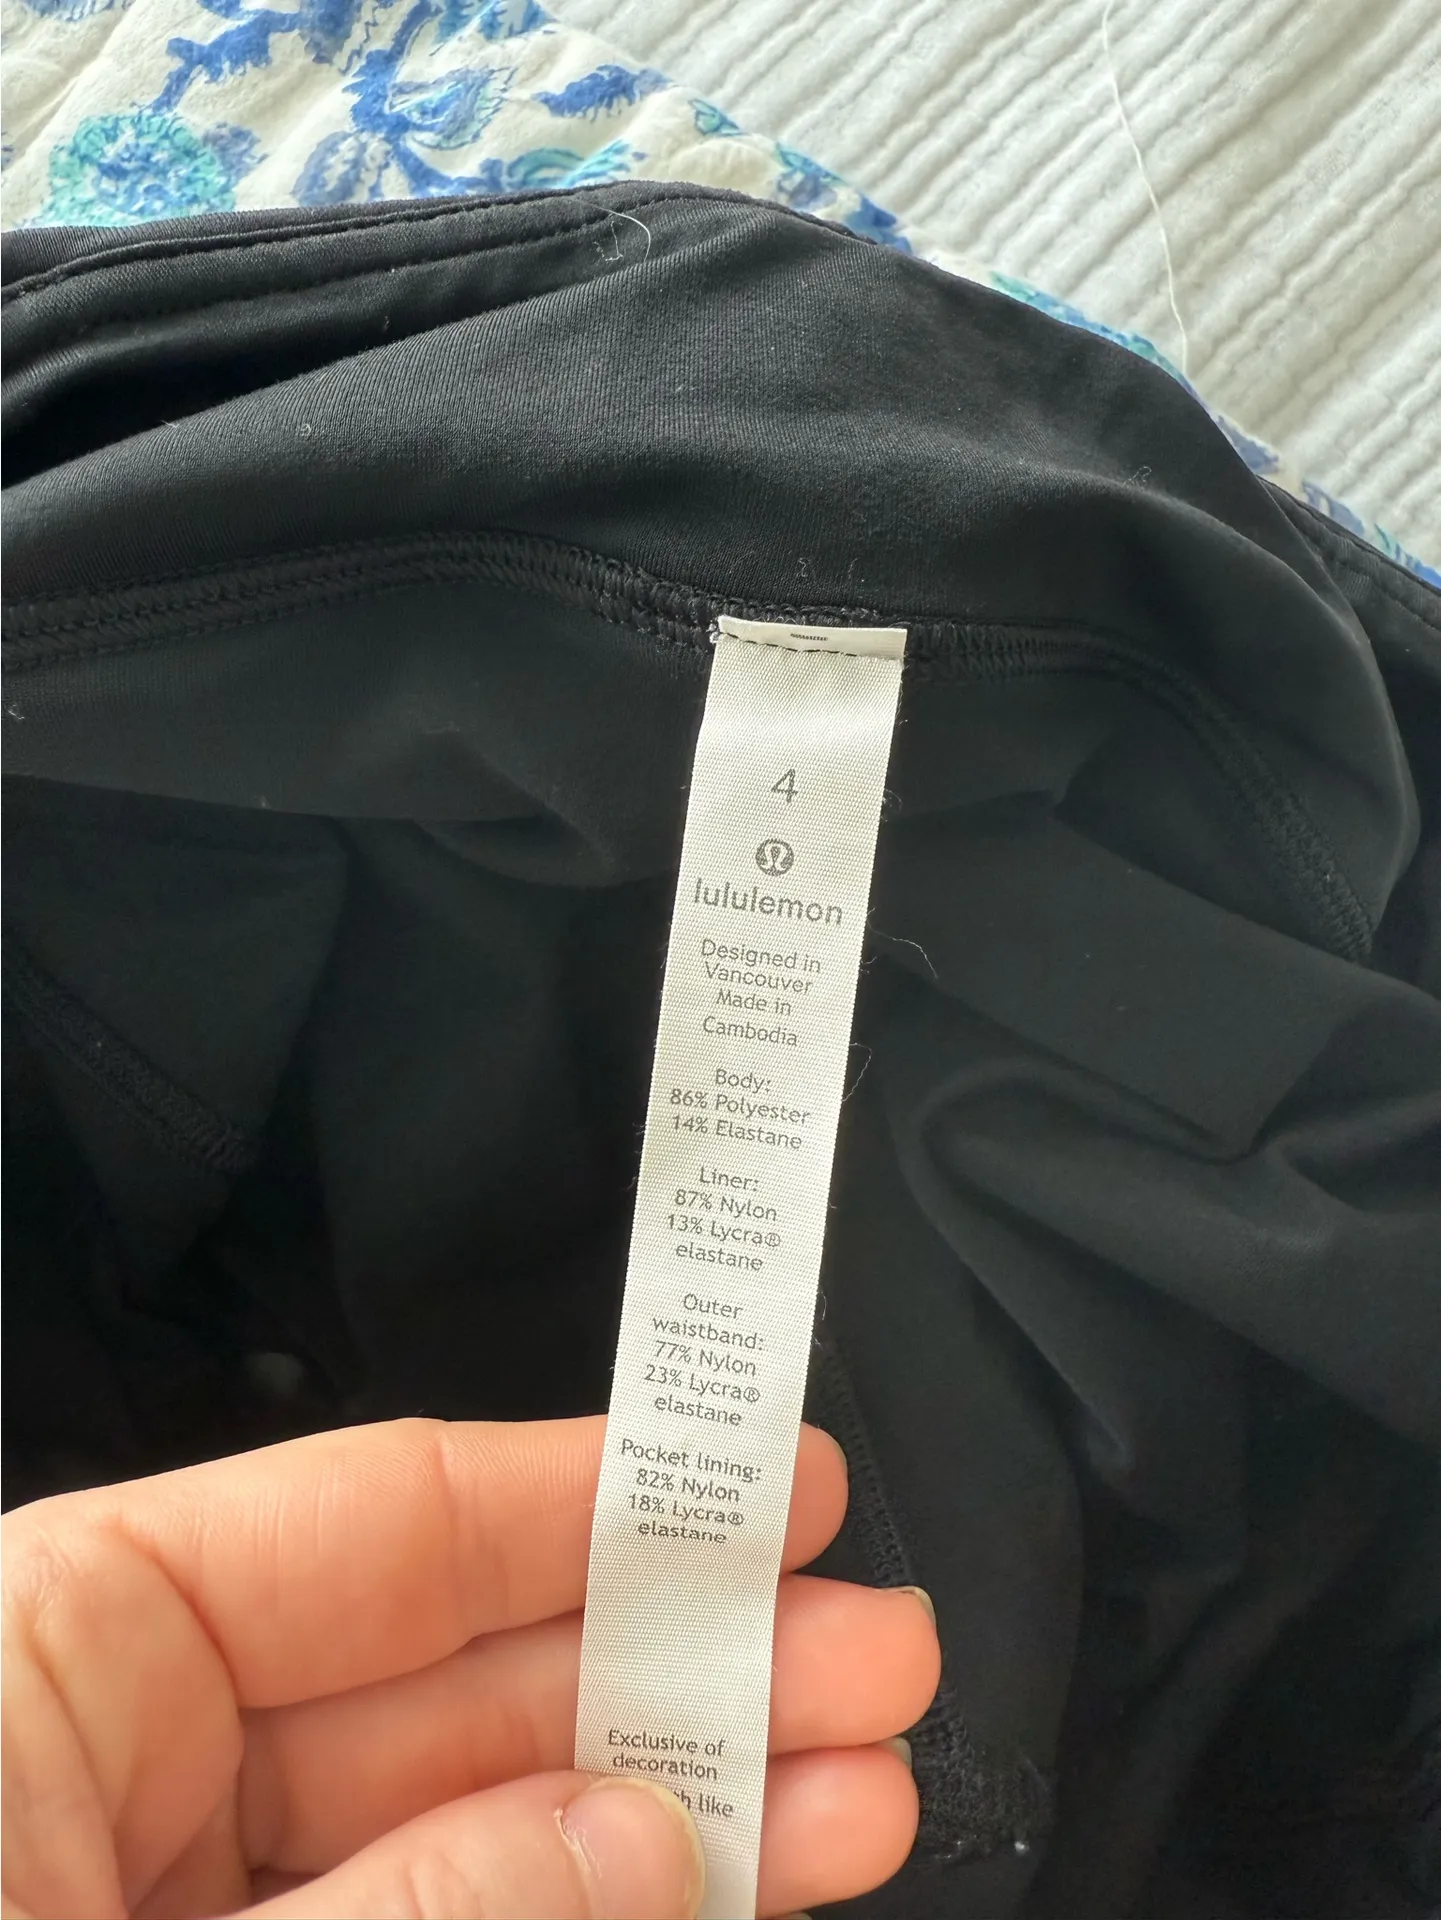 4
lululemon
Designed in
Vancouver
Made in
Cambodia
Body:
86% Polyester
14% Elastane
Liner:
87% Nylon
13% Lycra®
elastane
Outer
waistband:
77% Nylon
23% Lycra®
elastane
Pocket lining:
82% Nylon
18% Lycra®
elastane
Exclusive of
decoration
like